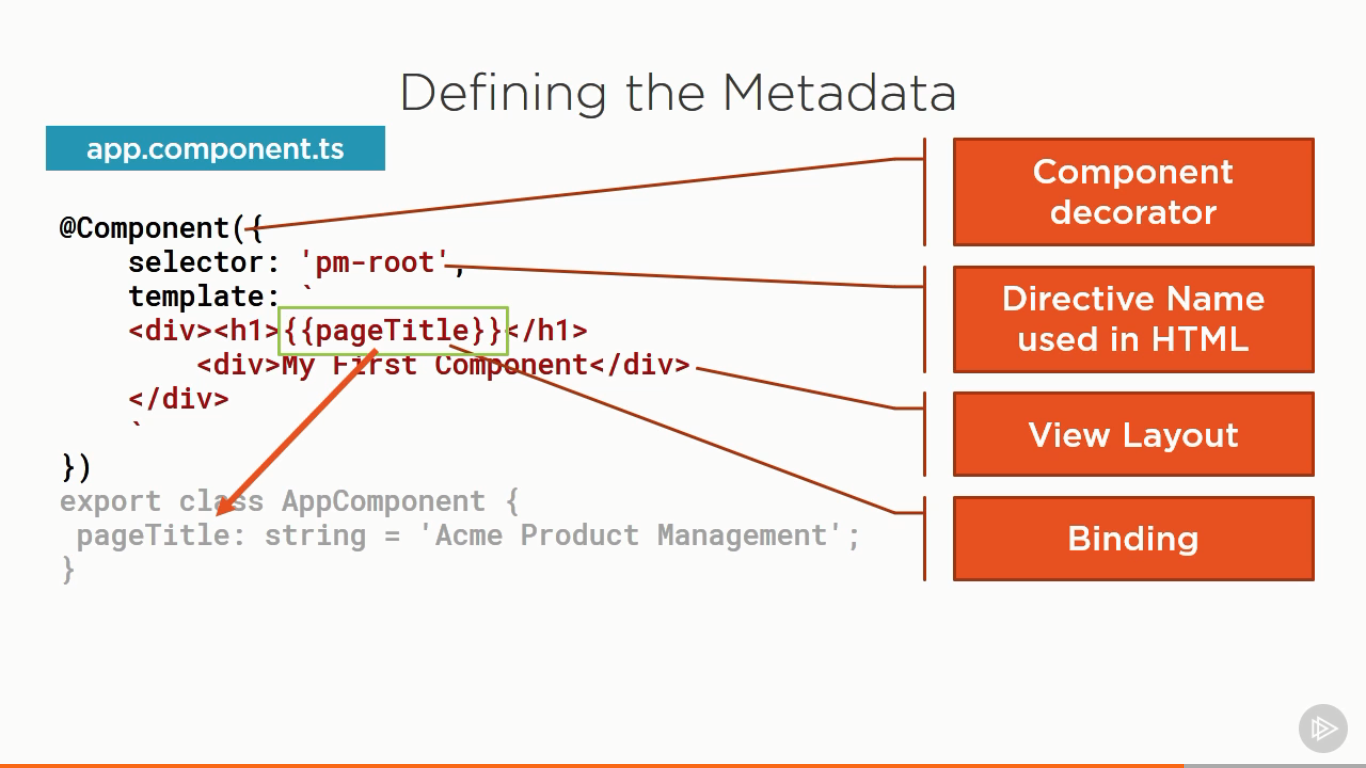 Defining the Metadata
app.component.ts
@Component({
    selector: 'pm-root',
    template: `
    <div><h1>{{pageTitle}}</h1>
        <div>My First Component</div>
    </div>
    `
})
export class AppComponent {
 pageTitle: string = 'Acme Product Management';
}
Component
decorator
Directive Name
used in HTML
View Layout
Binding